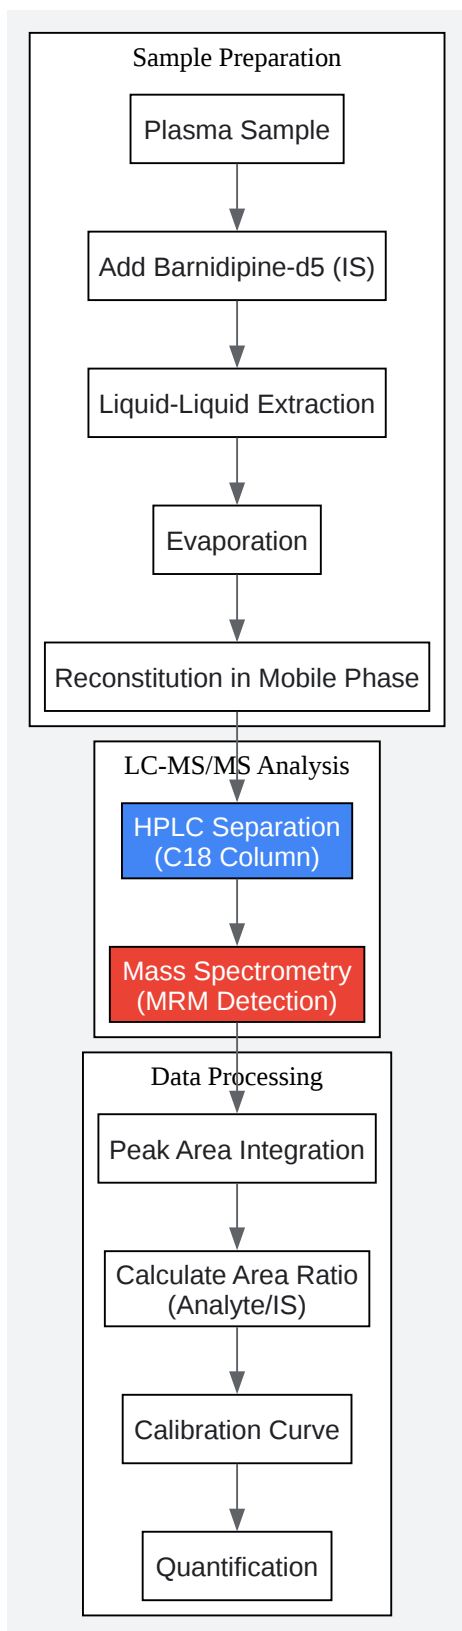 Sample Preparation
Plasma Sample
Add Barnidipine-d5 (IS)
Liquid-Liquid Extraction
Evaporation
Reconstitution in Mobile Phase
LC-MS/MS Analysis
HPLC Separation
(C18 Column)
Mass Spectrometry
(MRM Detection)
Data Processing
Peak Area Integration
Calculate Area Ratio
(Analyte/IS)
Calibration Curve
Quantification